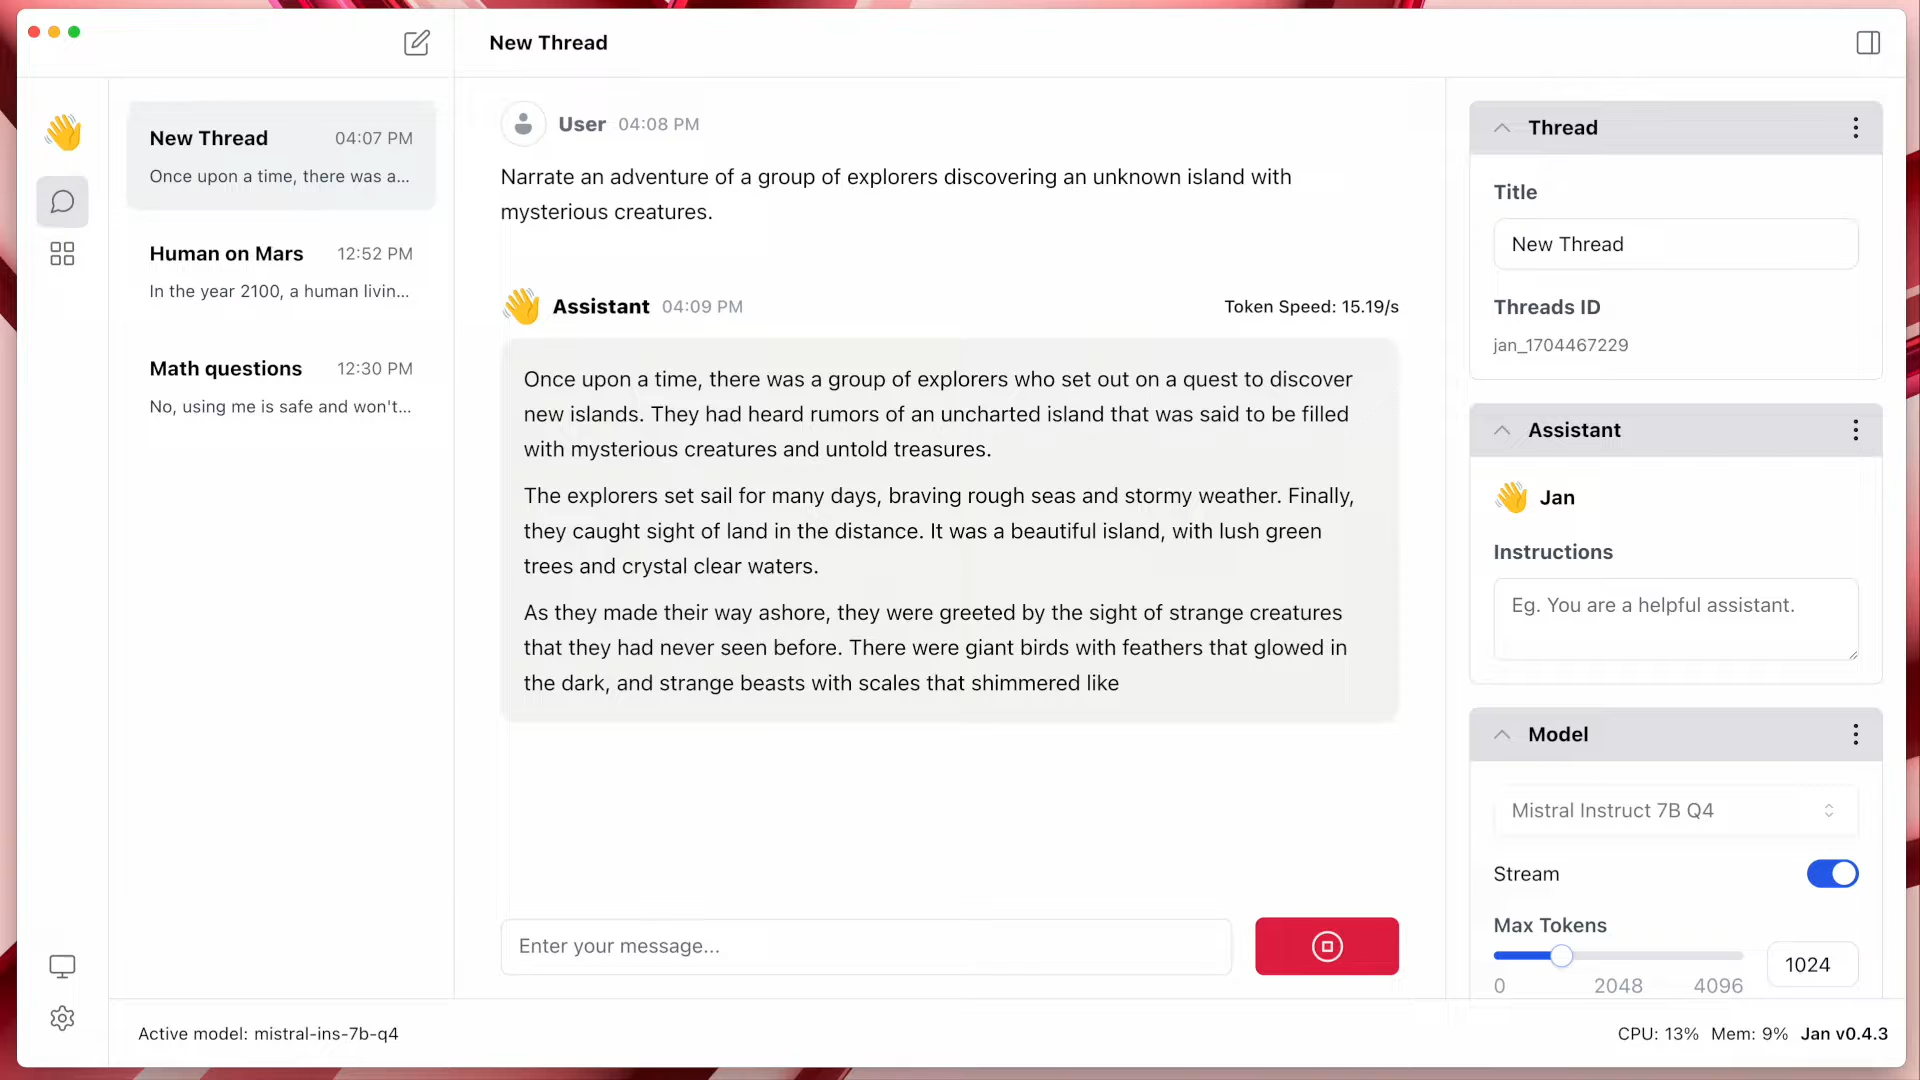 New Thread
New Thread 04:07 PM
Once upon a time, there was a...
Human on Mars 12:52 PM
In the year 2100, a human livin...
Math questions 12:30 PM
No, using me is safe and won't...
User 04:08 PM
Narrate an adventure of a group of explorers discovering an unknown island with
mysterious creatures.
Assistant 04:09 PM
Token Speed: 15.19/s
Once upon a time, there was a group of explorers who set out on a quest to discover
new islands. They had heard rumors of an uncharted island that was said to be filled
with mysterious creatures and untold treasures.
The explorers set sail for many days, braving rough seas and stormy weather. Finally,
they caught sight of land in the distance. It was a beautiful island, with lush green
trees and crystal clear waters.
As they made their way ashore, they were greeted by the sight of strange creatures
that they had never seen before. There were giant birds with feathers that glowed in
the dark, and strange beasts with scales that shimmered like
Enter your message...
Thread
Title
New Thread
Threads ID
jan_1704467229
Assistant
Jan
Instructions
Eg. You are a helpful assistant.
Model
Mistral Instruct 7B Q4
Stream
Max Tokens
1024
0 2048 4096
Active model: mistral-ins-7b-q4
CPU: 13% Mem: 9% Jan v0.4.3